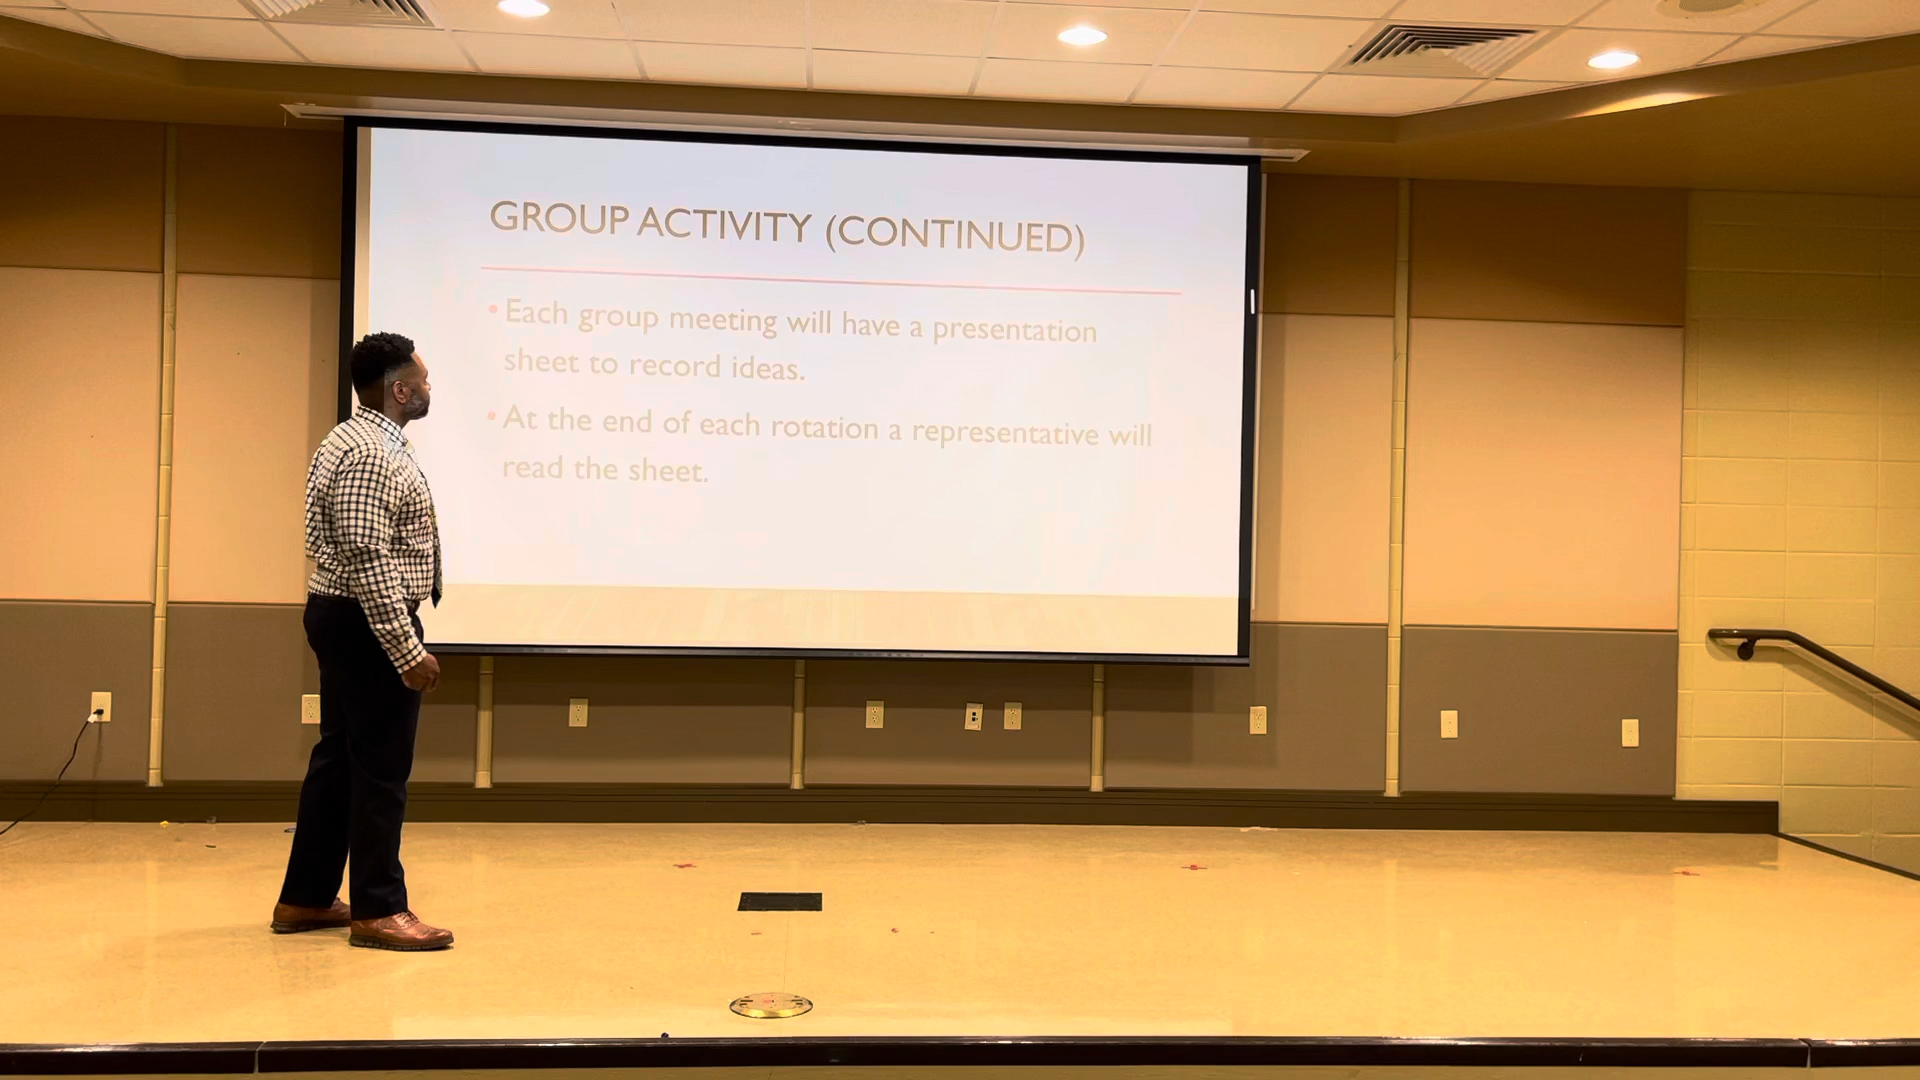 GROUP ACTIVITY (CONTINUED)
• Each group meeting will have a presentation
sheet to record ideas.
• At the end of each rotation a representative will
read the sheet.